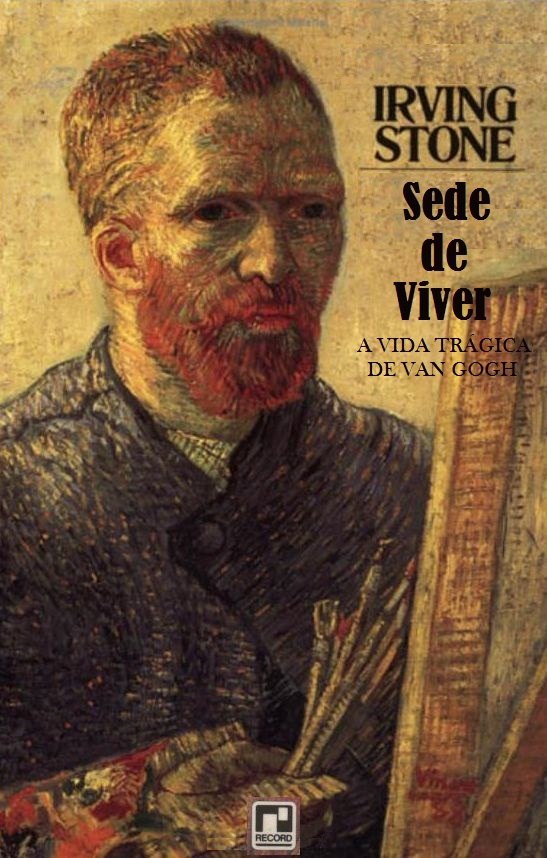 IRVING
STONE
Sede
de
Viver
A VIDA TRÁGICA
DE VAN GOGH
RECORD